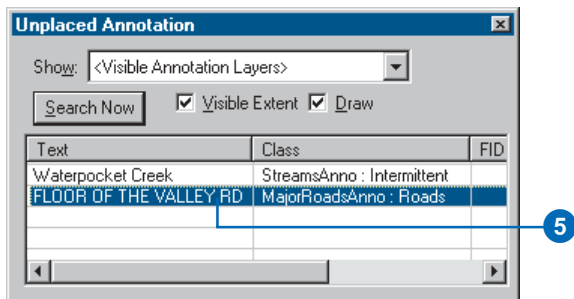 Unplaced Annotation
Show: <Visible Annotation Layers>
Search Now Visible Extent Draw
Text Class FID
Waterpocket Creek StreamsAnno : Intermittent
FLOOR OF THE VALLEY RD MajorRoadsAnno : Roads
5